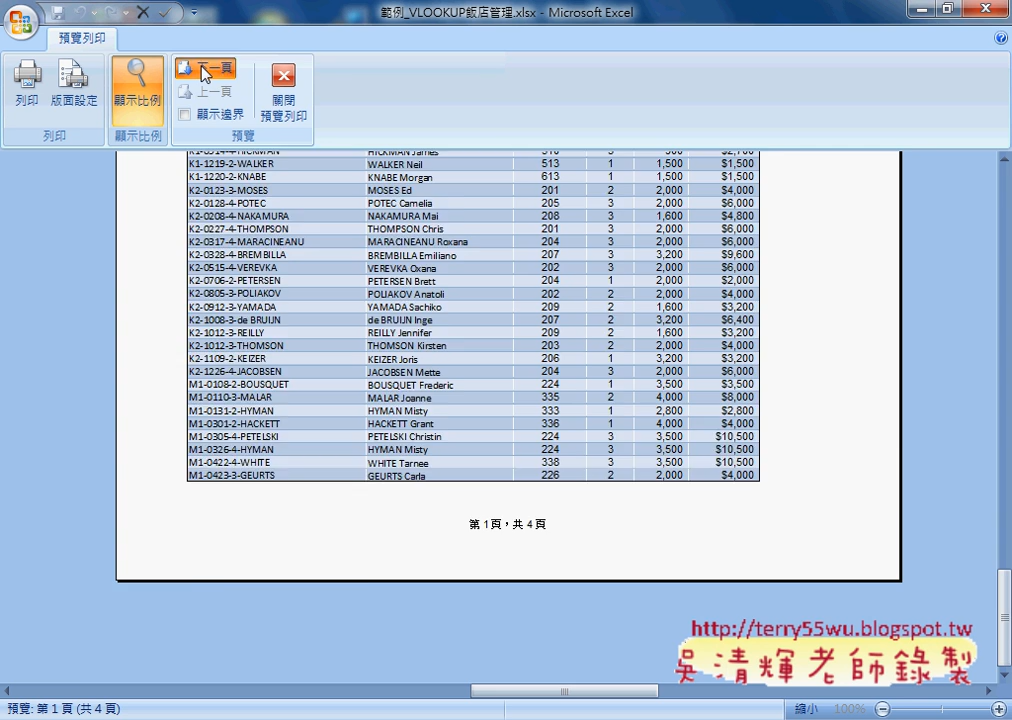 範例_VLOOKUP飯店管理.xlsx - Microsoft Excel
預覽列印
列印
版面設定
顯示比例
下一頁
上一頁
顯示邊界
關閉
預覽列印
列印
顯示比例
預覽
K1-1219-2-WALKER WALKER Neil 513 1 1,500 $1,500
K1-1220-2-KNABE KNABE Morgan 613 1 1,500 $1,500
K2-0123-3-MOSES MOSES Ed 201 2 2,000 $4,000
K2-0128-4-POTEC POTEC Camelia 205 3 2,000 $6,000
K2-0208-4-NAKAMURA NAKAMURA Mai 208 3 1,600 $4,800
K2-0227-4-THOMPSON THOMPSON Chris 201 3 2,000 $6,000
K2-0317-4-MARACINEANU MARACINEANU Roxana 204 3 2,000 $6,000
K2-0328-4-BREMBILLA BREMBILLA Emiliano 207 3 3,200 $9,600
K2-0515-4-VEREVKA VEREVKA Oxana 202 3 2,000 $6,000
K2-0706-2-PETERSEN PETERSEN Brett 204 1 2,000 $2,000
K2-0805-3-POLIAKOV POLIAKOV Anatoli 202 2 2,000 $4,000
K2-0912-3-YAMADA YAMADA Sachiko 209 2 1,600 $3,200
K2-1008-3-de BRUIJN de BRUIJN Inge 207 2 3,200 $6,400
K2-1012-3-REILLY REILLY Jennifer 209 2 1,600 $3,200
K2-1012-3-THOMSON THOMSON Kirsten 203 2 2,000 $4,000
K2-1109-2-KEIZER KEIZER Joris 206 1 3,200 $3,200
K2-1226-4-JACOBSEN JACOBSEN Mette 204 3 2,000 $6,000
M1-0108-2-BOUSQUET BOUSQUET Frederic 224 1 3,500 $3,500
M1-0110-3-MALAR MALAR Joanne 335 2 4,000 $8,000
M1-0131-2-HYMAN HYMAN Misty 333 1 2,800 $2,800
M1-0301-2-HACKETT HACKETT Grant 336 1 4,000 $4,000
M1-0305-4-PETELSKI PETELSKI Christin 224 3 3,500 $10,500
M1-0326-4-HYMAN HYMAN Misty 224 3 3,500 $10,500
M1-0422-4-WHITE WHITE Tarnee 338 3 3,500 $10,500
M1-0423-3-GEURTS GEURTS Carla 226 2 2,000 $4,000
第 1頁，共 4 頁
http://terry55wu.blogspot.tw
吳清輝老師錄製
預覽: 第 1 頁 (共 4 頁)
縮小 100%